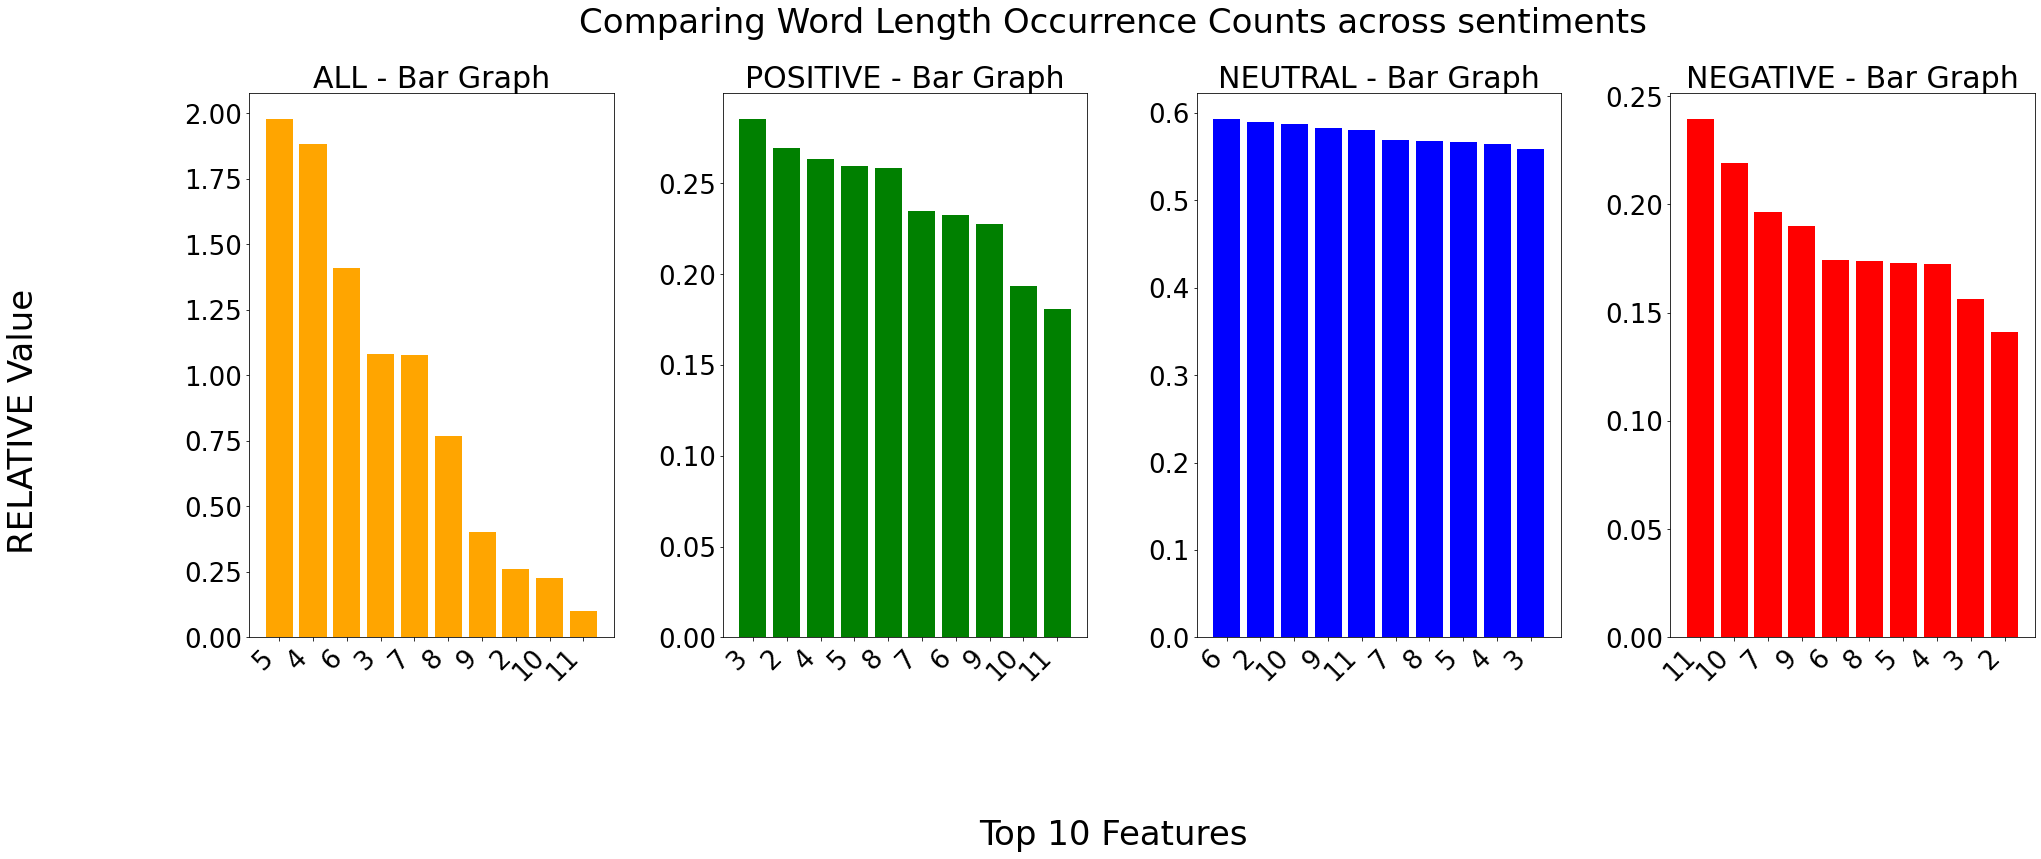 Comparing Word Length Occurrence Counts across sentiments
RELATIVE Value
ALL - Bar Graph
2.00
1.75
1.50
1.25
1.00
0.75
0.50
0.25
0.00
5 4 6 3 7 8 9 2 10 11
POSITIVE - Bar Graph
0.25
0.20
0.15
0.10
0.05
0.00
3 2 4 5 8 7 6 9 10 11
NEUTRAL - Bar Graph
0.6
0.5
0.4
0.3
0.2
0.1
0.0
6 2 10 9 11 7 8 5 4 3
NEGATIVE - Bar Graph
0.25
0.20
0.15
0.10
0.05
0.00
11 10 7 9 6 8 5 4 3 2
Top 10 Features